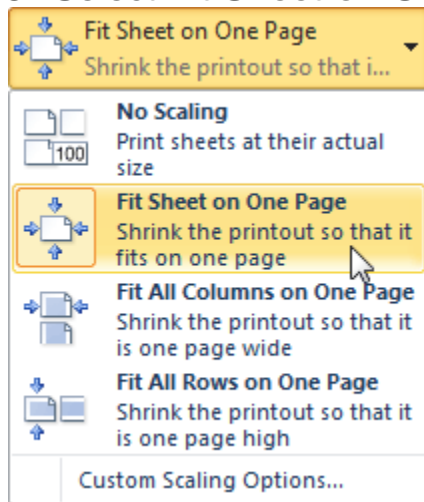 Fit Sheet on One Page
Shrink the printout so that i...
No Scaling
Print sheets at their actual
size
100
Fit Sheet on One Page
Shrink the printout so that it
fits on one page
Fit All Columns on One Page
Shrink the printout so that it
is one page wide
Fit All Rows on One Page
Shrink the printout so that it
is one page high
Custom Scaling Options...